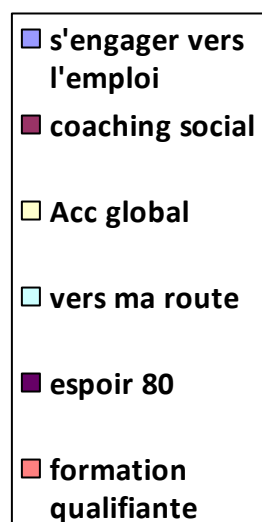 s'engager vers
l'emploi
coaching social
Acc global
vers ma route
espoir 80
formation
qualifiante